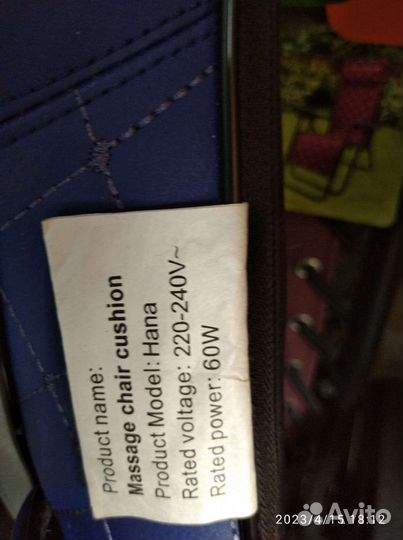 Product name:
Massage chair cushion
Product Model: Hana
Rated voltage: 220-240V~
Rated power: 60W
2023/4/15 18:12
Avito